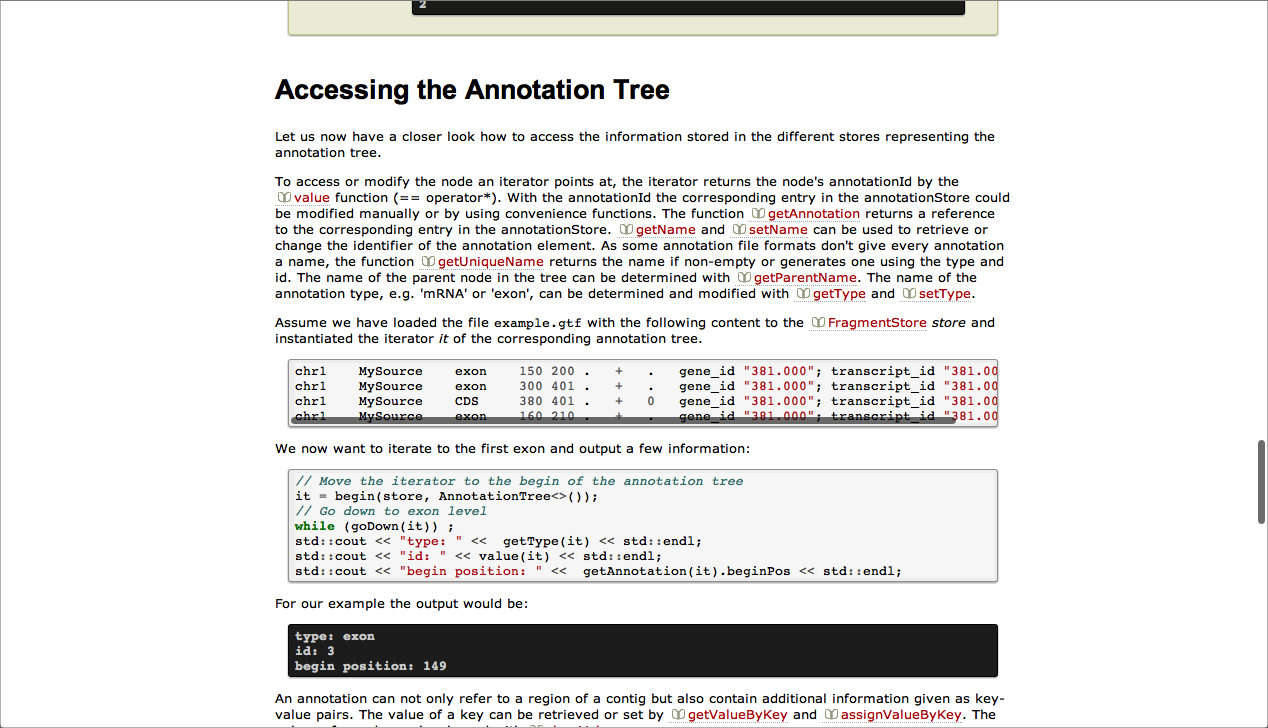 2
Accessing the Annotation Tree
Let us now have a closer look how to access the information stored in the different stores representing the
annotation tree.
To access or modify the node an iterator points at, the iterator returns the node's annotationId by the
value function (== operator*). With the annotationId the corresponding entry in the annotationStore could
be modified manually or by using convenience functions. The function getAnnotation returns a reference
to the corresponding entry in the annotationStore. getName and setName can be used to retrieve or
change the identifier of the annotation element. As some annotation file formats don't give every annotation
a name, the function getUniqueName returns the name if non-empty or generates one using the type and
id. The name of the parent node in the tree can be determined with getParentName. The name of the
annotation type, e.g. 'mRNA' or 'exon', can be determined and modified with getType and setType.
Assume we have loaded the file example.gtf with the following content to the FragmentStore store and
instantiated the iterator it of the corresponding annotation tree.
chr1 MySource exon 150 200 . + . gene_id "381.000"; transcript_id "381.00
chr1 MySource exon 300 401 . + . gene_id "381.000"; transcript_id "381.00
chr1 MySource CDS 380 401 . + 0 gene_id "381.000"; transcript_id "381.00
chr1 MySource exon 160 210 . + . gene_id "381.000"; transcript_id "381.00
We now want to iterate to the first exon and output a few information:
// Move the iterator to the begin of the annotation tree
it = begin(store, AnnotationTree<>());
// Go down to exon level
while (goDown(it)) ;
std::cout << "type: " << getType(it) << std::endl;
std::cout << "id: " << value(it) << std::endl;
std::cout << "begin position: " << getAnnotation(it).beginPos << std::endl;
For our example the output would be:
type: exon
id: 3
begin position: 149
An annotation can not only refer to a region of a contig but also contain additional information given as key-
value pairs. The value of a key can be retrieved or set by getValueByKey and assignValueByKey. The